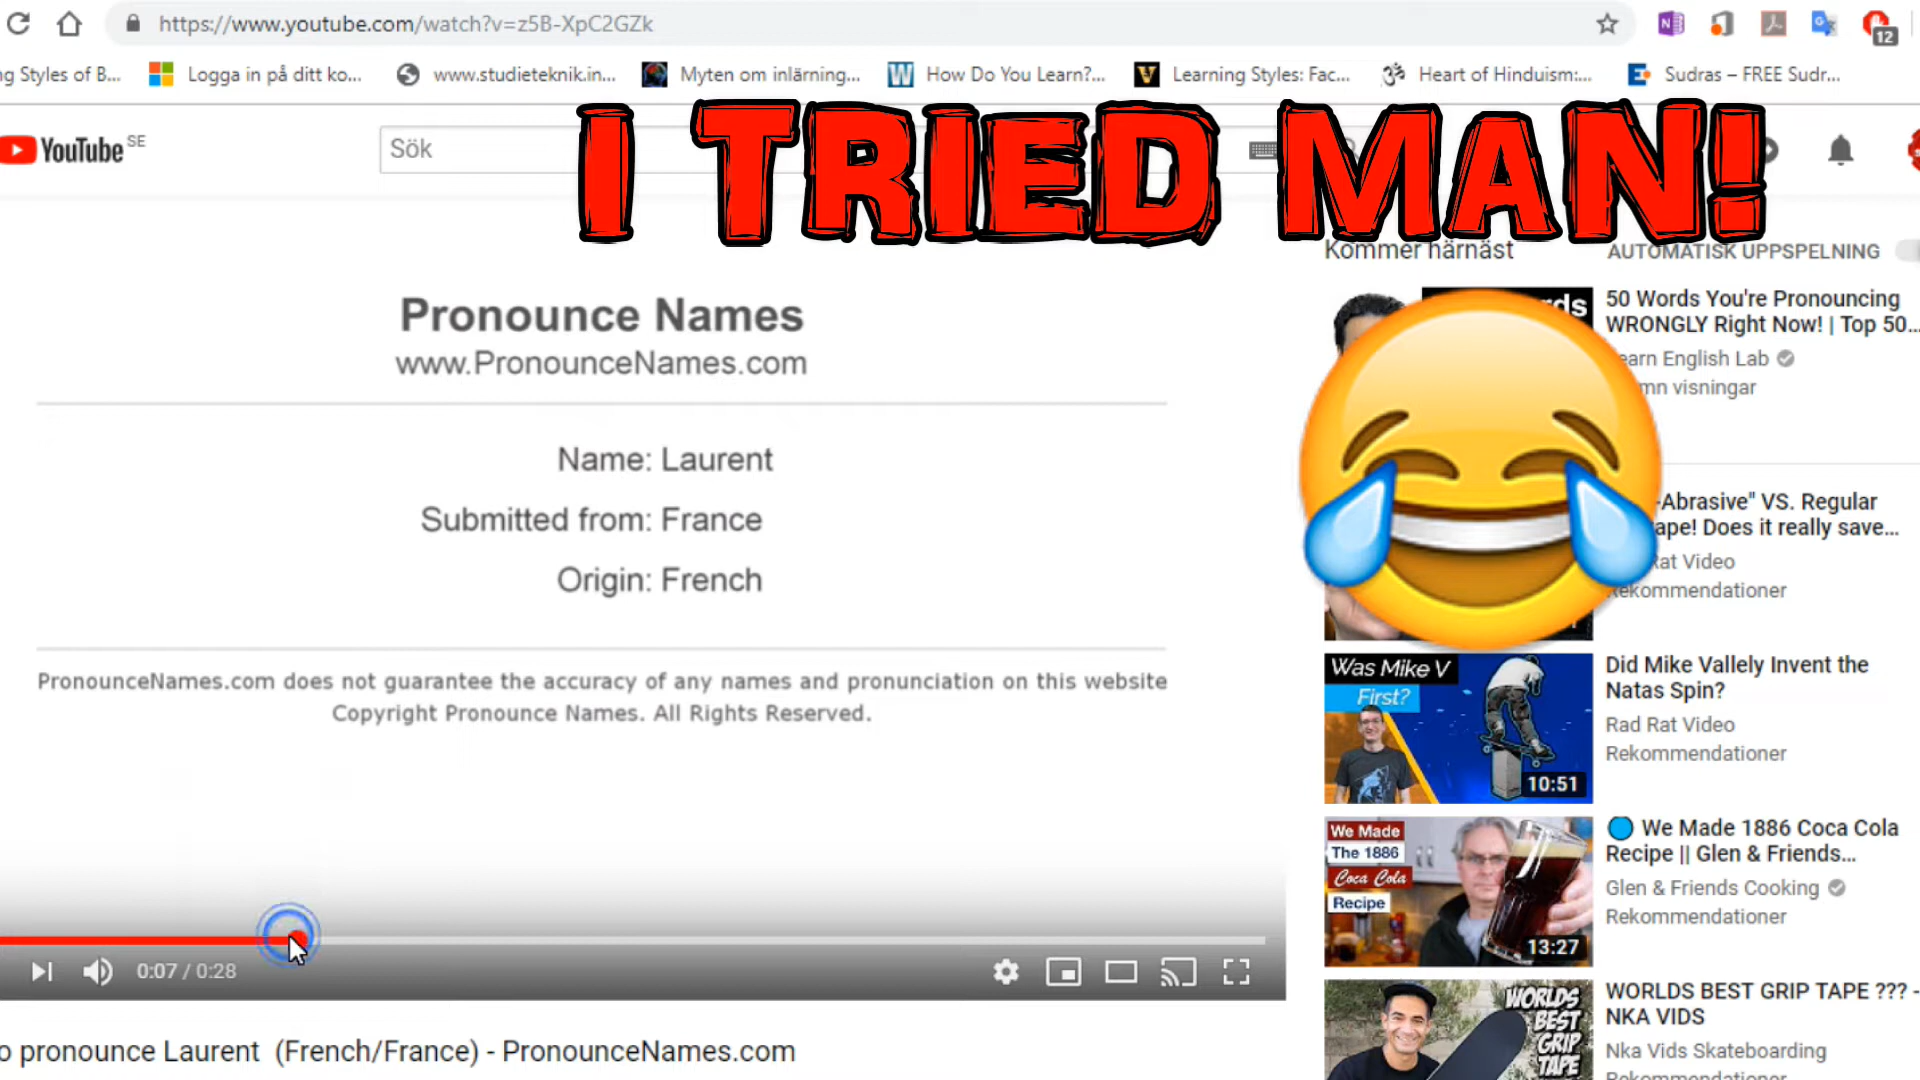 https://www.youtube.com/watch?v=z5B-XpC2GZk
12
ng Styles of B...
Logga in på ditt ko...
www.studieteknik.in...
Myten om inlärning...
How Do You Learn?...
Learning Styles: Fac...
Heart of Hinduism:...
Sudras – FREE Sudr...
I TRIED MAN!
YouTube SE
Sök
Pronounce Names
www.PronounceNames.com
Name: Laurent
Submitted from: France
Origin: French
PronounceNames.com does not guarantee the accuracy of any names and pronunciation on this website
Copyright Pronounce Names. All Rights Reserved.
0:07 / 0:28
o pronounce Laurent (French/France) - PronounceNames.com
Kommer härnäst
AUTOMATISK UPPSPELNING
50 Words You're Pronouncing
WRONGLY Right Now! | Top 50...
earn English Lab
mn visningar
-Abrasive" VS. Regular
ape! Does it really save...
Rat Video
Rekommendationer
Was Mike V
First?
10:51
Did Mike Vallely Invent the
Natas Spin?
Rad Rat Video
Rekommendationer
We Made
The 1886
Coca Cola
Recipe
13:27
We Made 1886 Coca Cola
Recipe || Glen & Friends...
Glen & Friends Cooking
Rekommendationer
WORLDS
BEST
GRIP
TAPE
WORLDS BEST GRIP TAPE ??? -
NKA VIDS
Nka Vids Skateboarding
Rekommendationer